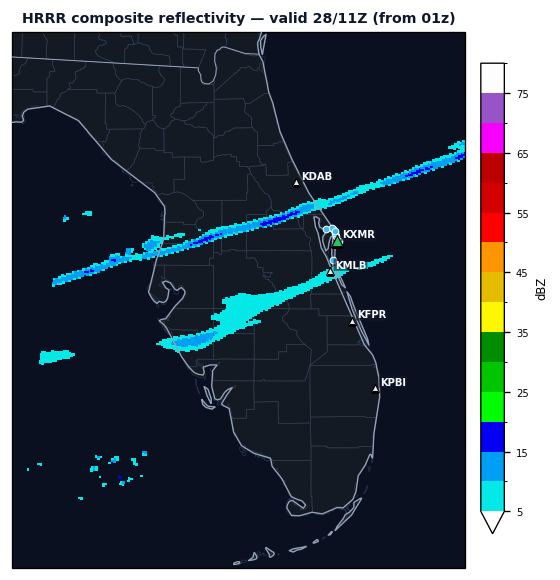 HRRR composite reflectivity — valid 28/11Z (from 01z)
KDAB
KXMR
KMLB
KFPR
KPBI
75
65
55
45
35
25
15
5
dBZ